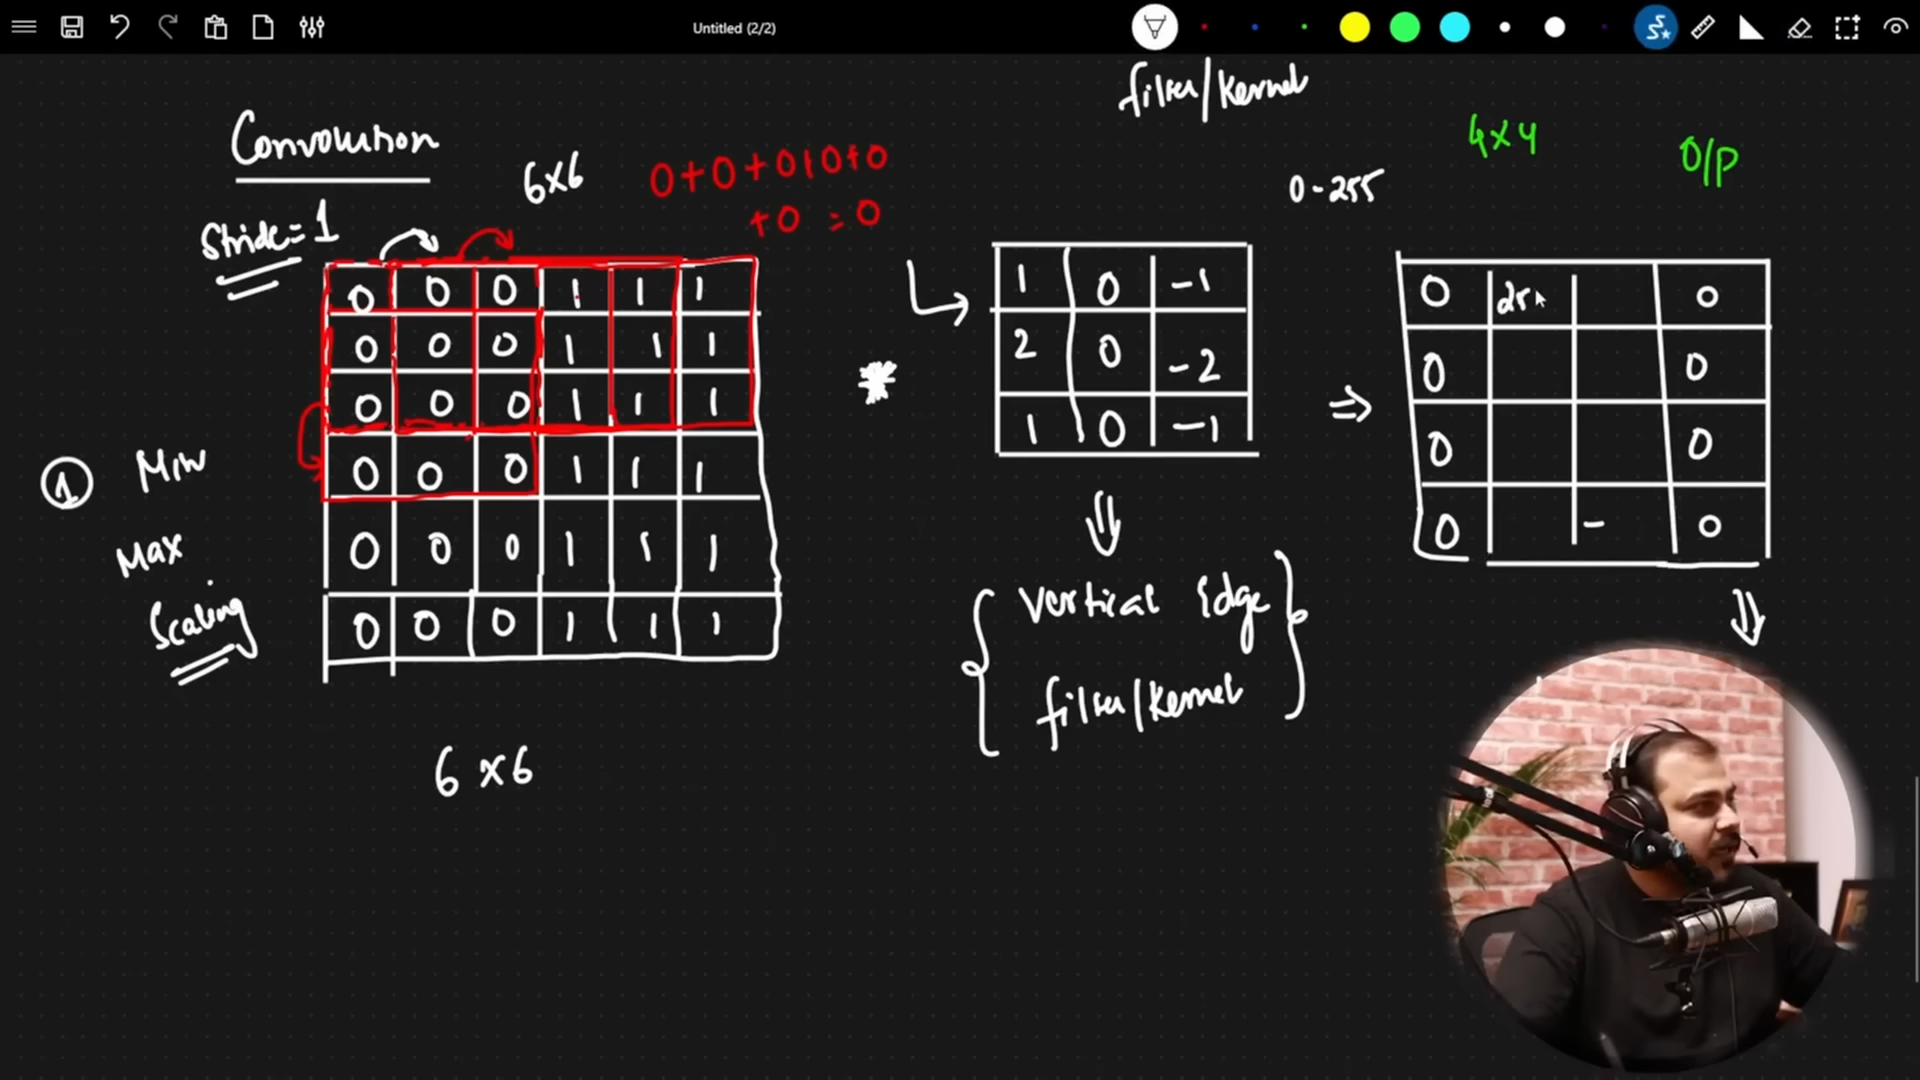 Untitled (2/2)
filter/kernel
Convolution
4x4
6x6
0+0+0+0+0
+0 = 0
O/P
0-255
Stride=1
0 0 0 1 1 1
0 0 0 1 1 1
0 0 0 1 1 1
0 0 0 1 1 1
0 0 0 1 1 1
0 0 0 1 1 1
*
1 0 -1
2 0 -2
1 0 -1
⇒
0 0
0 0
0 0
0 - 0
1 Min
Max
Scaling
Vertical Edge
filter/kernel
6x6